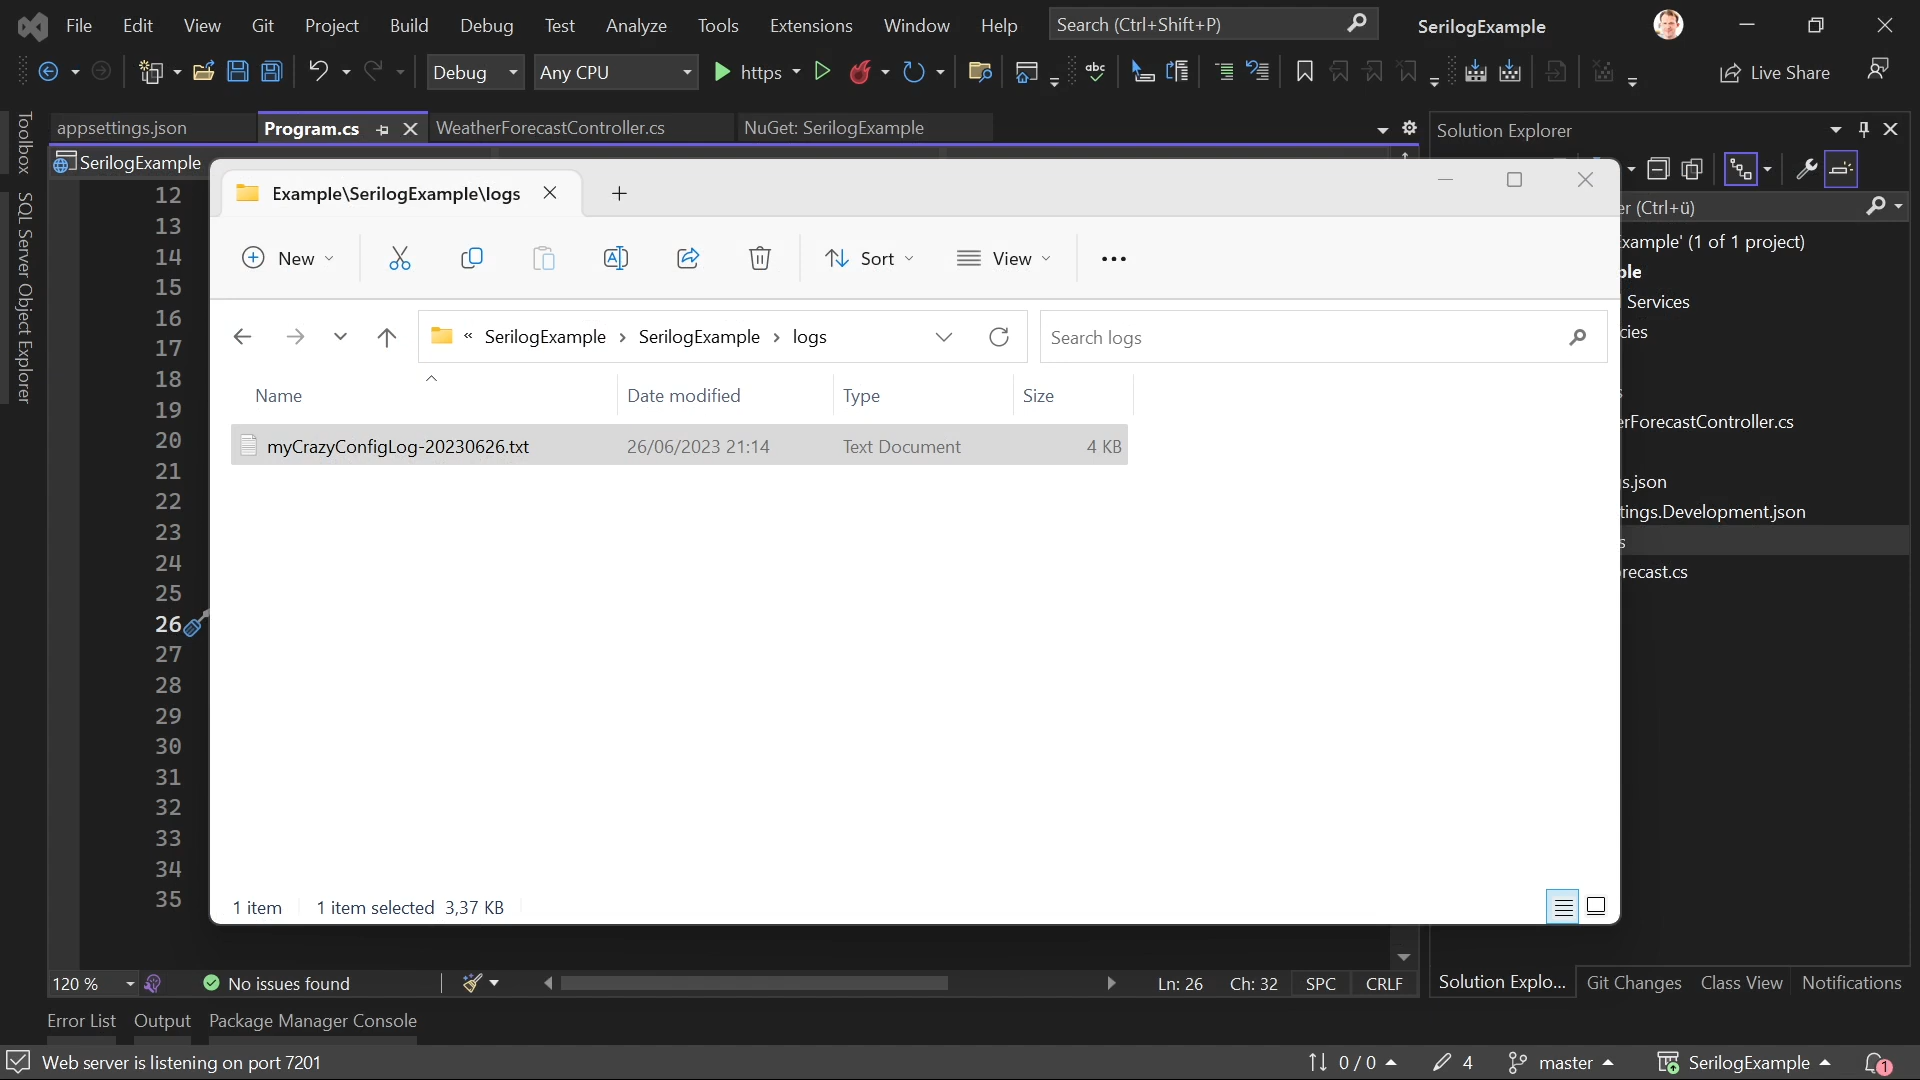 File Edit View Git Project Build Debug Test Analyze Tools Extensions Window Help Search (Ctrl+Shift+P) SerilogExample
Debug Any CPU https abc Live Share
appsettings.json Program.cs WeatherForecastController.cs NuGet: SerilogExample Solution Explorer
SerilogExample
Toolbox
SQL Server Object Explorer
12
13
14
15
16
17
18
19
20
21
22
23
24
25
26
27
28
29
30
31
32
33
34
35
Example\SerilogExample\logs
New Sort View
« SerilogExample › SerilogExample › logs
Search logs
Name Date modified Type Size
myCrazyConfigLog-20230626.txt 26/06/2023 21:14 Text Document 4 KB
1 item 1 item selected 3,37 KB
er (Ctrl+ü)
xample' (1 of 1 project)
ple
Services
cies
s
erForecastController.cs
s.json
tings.Development.json
s
recast.cs
120 % No issues found Ln: 26 Ch: 32 SPC CRLF
Solution Explo... Git Changes Class View Notifications
Error List Output Package Manager Console
Web server is listening on port 7201 0 / 0 4 master SerilogExample 1